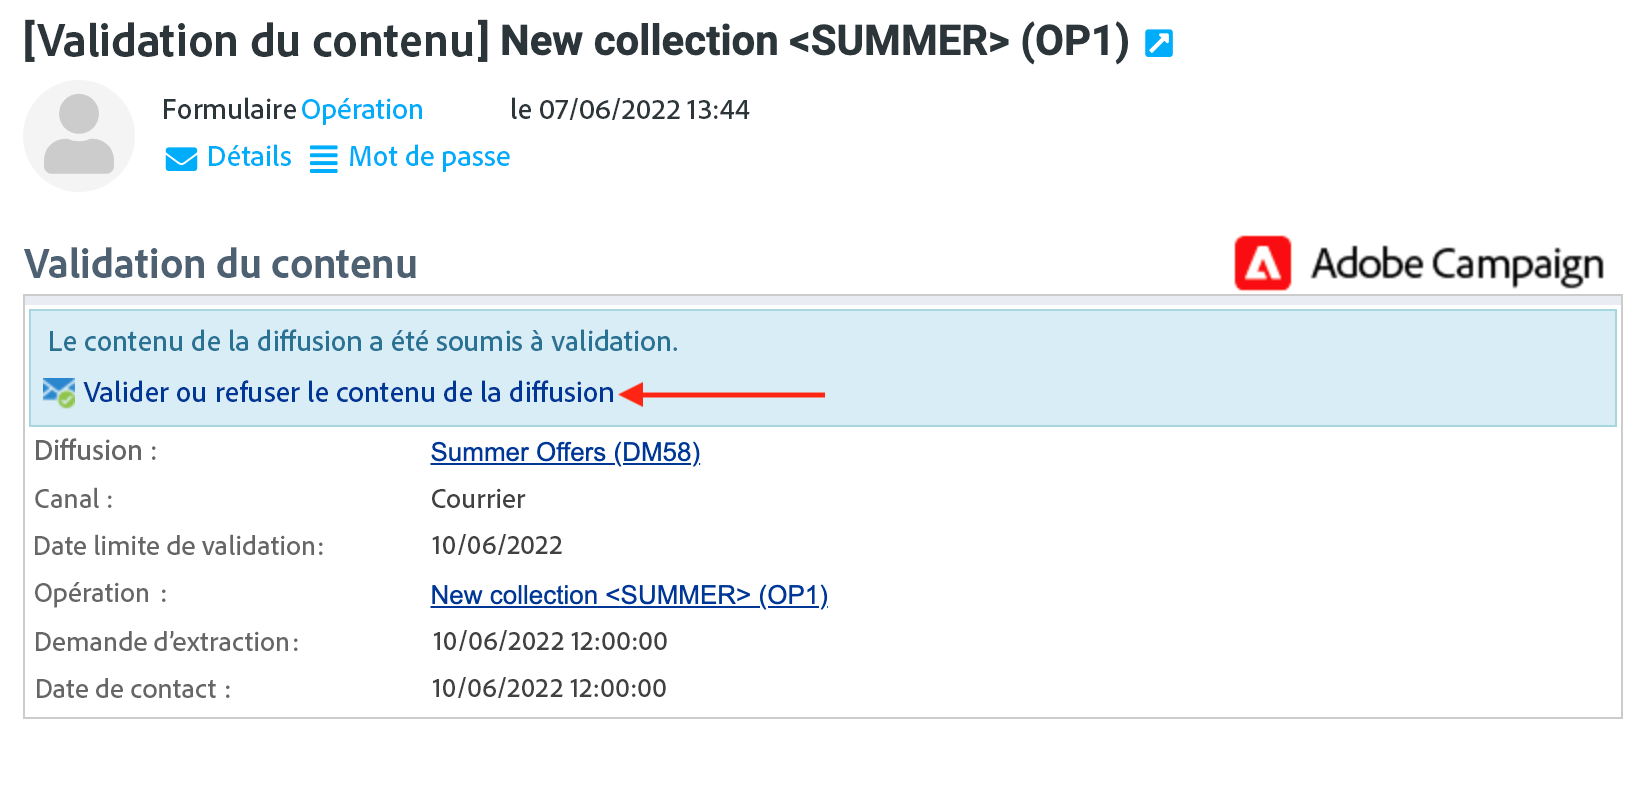 [Validation du contenu] New collection <SUMMER> (OP1)
Formulaire Opération le 07/06/2022 13:44
Détails Mot de passe
Validation du contenu
Adobe Campaign
Le contenu de la diffusion a été soumis à validation.
Valider ou refuser le contenu de la diffusion
Diffusion : Summer Offers (DM58)
Canal : Courrier
Date limite de validation: 10/06/2022
Opération : New collection <SUMMER> (OP1)
Demande d'extraction: 10/06/2022 12:00:00
Date de contact : 10/06/2022 12:00:00